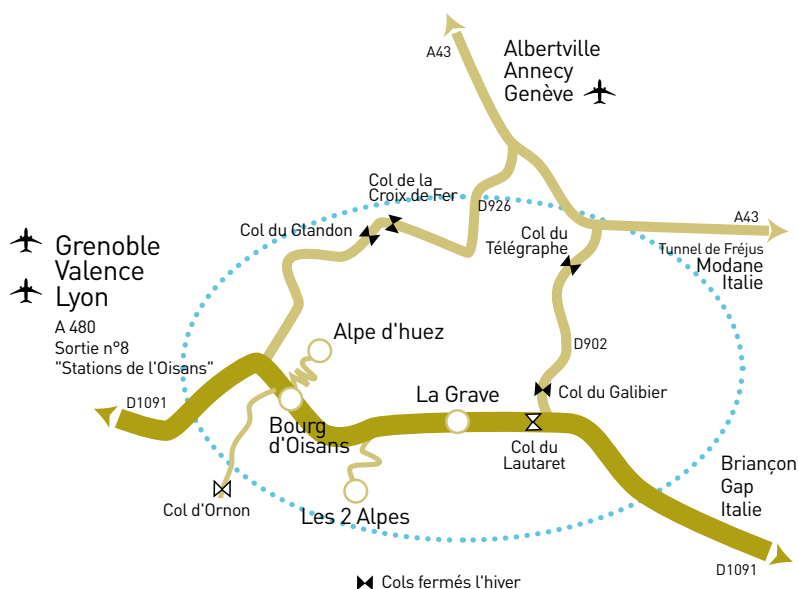 A43
Albertville
Annecy
Genève
Col de la
Croix de Fer
D926
Col du Glandon
A43
Col du
Télégraphe
Tunnel de Fréjus
Modane
Italie
Grenoble
Valence
Lyon
A 480
Sortie n°8
"Stations de l'Oisans"
Alpe d'huez
D902
D1091
La Grave
Col du Galibier
Bourg
d'Oisans
Col du
Lautaret
Briançon
Gap
Italie
Col d'Ornon
Les 2 Alpes
D1091
Cols fermés l'hiver